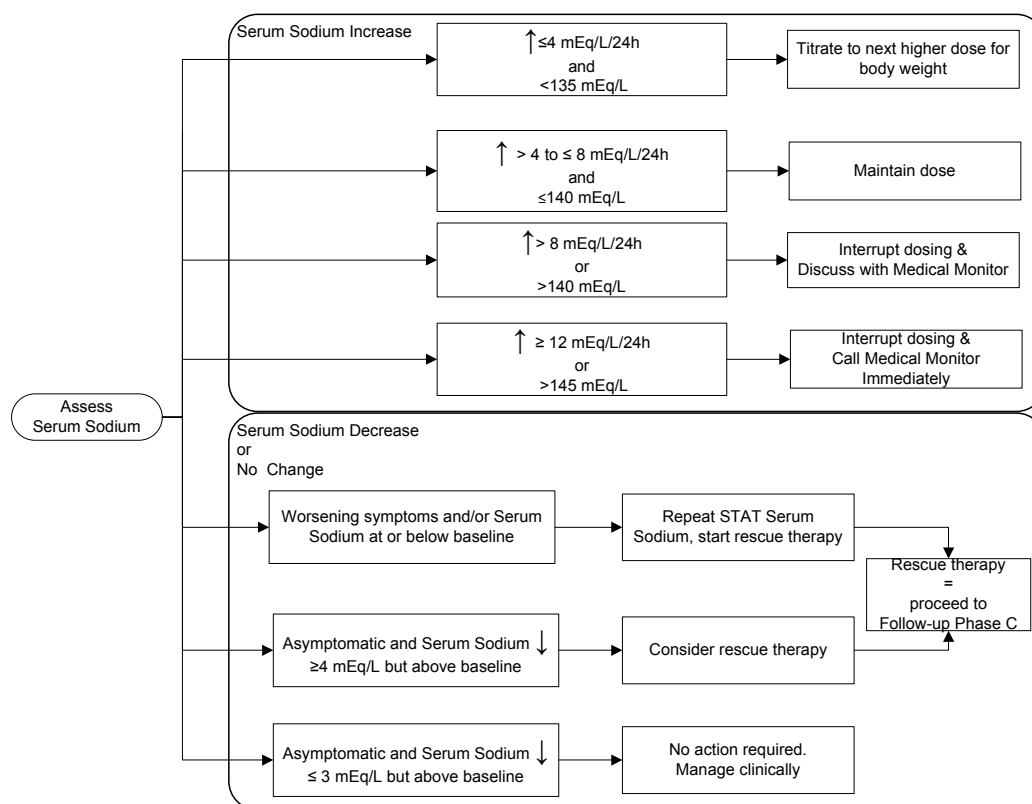 Serum Sodium Increase
↑≤4 mEq/L/24h
and
<135 mEq/L
Titrate to next higher dose for
body weight
↑ > 4 to ≤ 8 mEq/L/24h
and
≤140 mEq/L
Maintain dose
↑> 8 mEq/L/24h
or
>140 mEq/L
Interrupt dosing &
Discuss with Medical Monitor
↑ ≥ 12 mEq/L/24h
or
>145 mEq/L
Interrupt dosing &
Call Medical Monitor
Immediately
Assess
Serum Sodium
Serum Sodium Decrease
or
No Change
Worsening symptoms and/or Serum
Sodium at or below baseline
Repeat STAT Serum
Sodium, start rescue therapy
Rescue therapy
=
proceed to
Follow-up Phase C
Asymptomatic and Serum Sodium ↓
≥4 mEq/L but above baseline
Consider rescue therapy
Asymptomatic and Serum Sodium ↓
≤ 3 mEq/L but above baseline
No action required.
Manage clinically